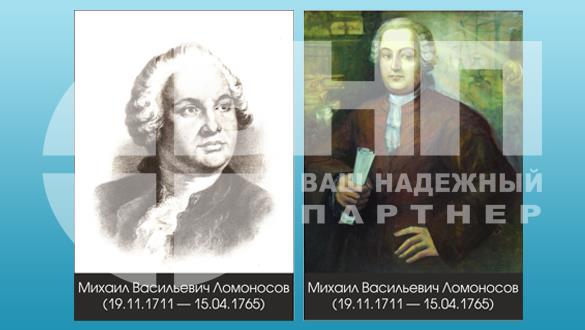 НП
ВАШ НАДЕЖНЫЙ
ПАРТНЕР
Михаил Васильевич Ломоносов
(19.11.1711 — 15.04.1765)
Михаил Васильевич Ломоносов
(19.11.1711 — 15.04.1765)